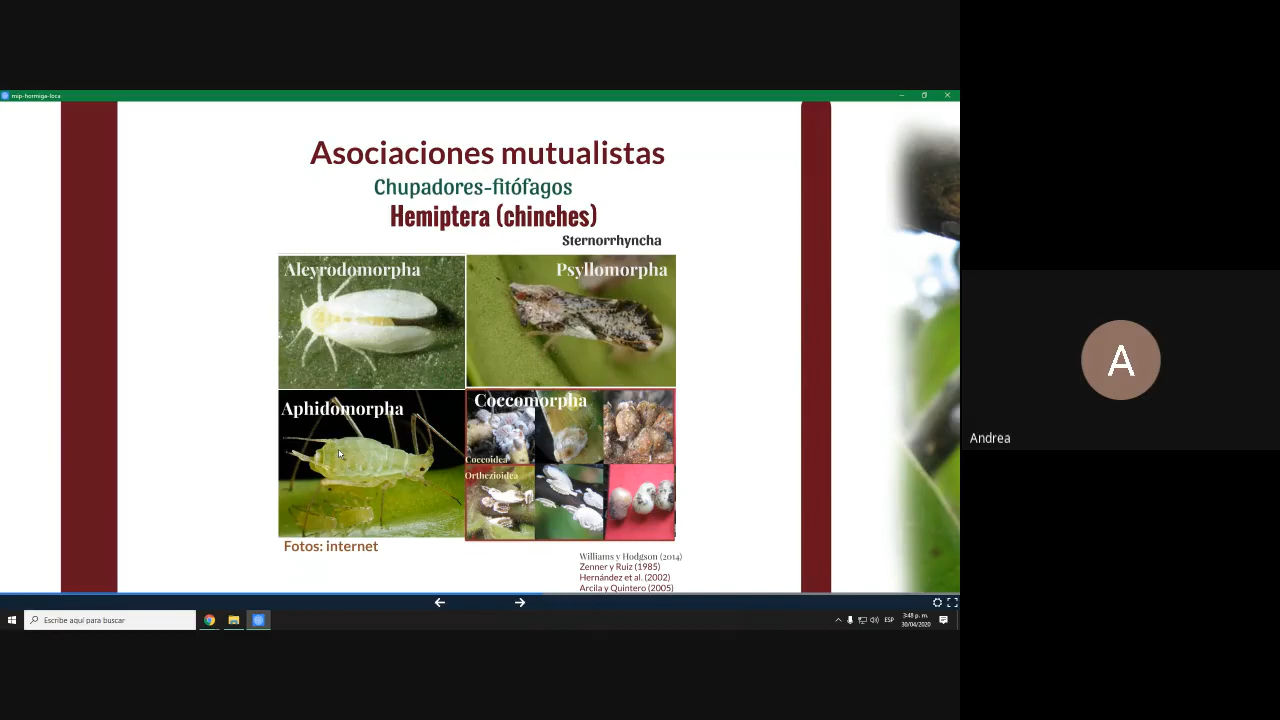 mip-hormiga-loca
Asociaciones mutualistas
Chupadores-fitófagos
Hemiptera (chinches)
Sternorrhyncha
Aleyrodomorpha
Psyllomorpha
Aphidomorpha
Coccomorpha
Coccoidea
Orthezioidea
Fotos: internet
Williams y Hodgson (2014)
Zenner y Ruiz (1985)
Hernández et al. (2002)
Arcila y Quintero (2005)
A
Andrea
Escribe aquí para buscar
ESP
3:48 p. m.
30/04/2020